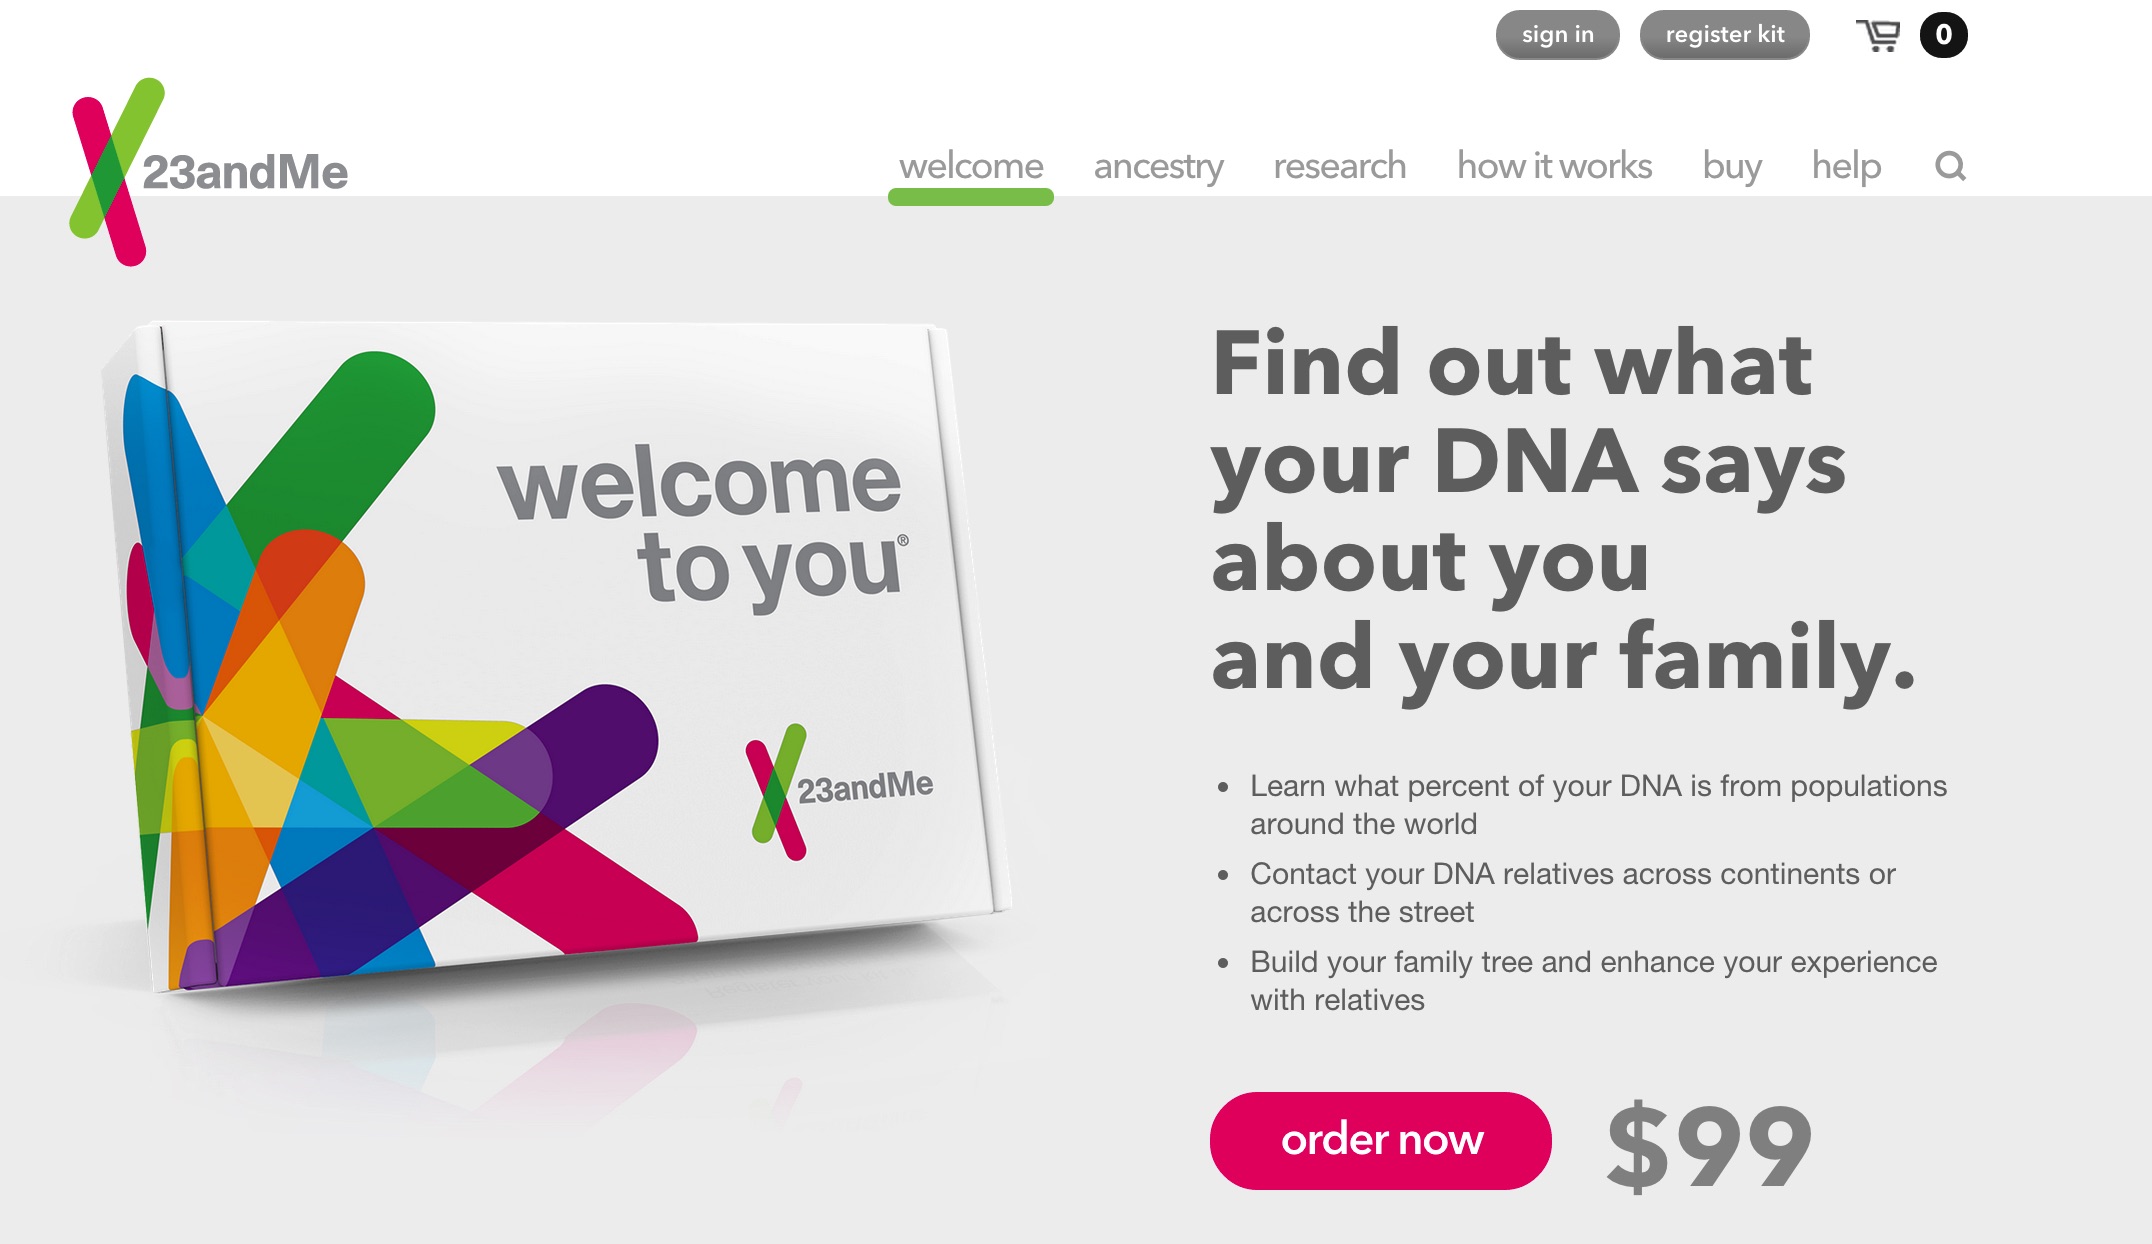 sign in
register kit
0
23andMe
welcome
ancestry
research
how it works
buy
help
welcome
to you®
23andMe
Find out what
your DNA says
about you
and your family.
• Learn what percent of your DNA is from populations
around the world
• Contact your DNA relatives across continents or
across the street
• Build your family tree and enhance your experience
with relatives
order now
$99